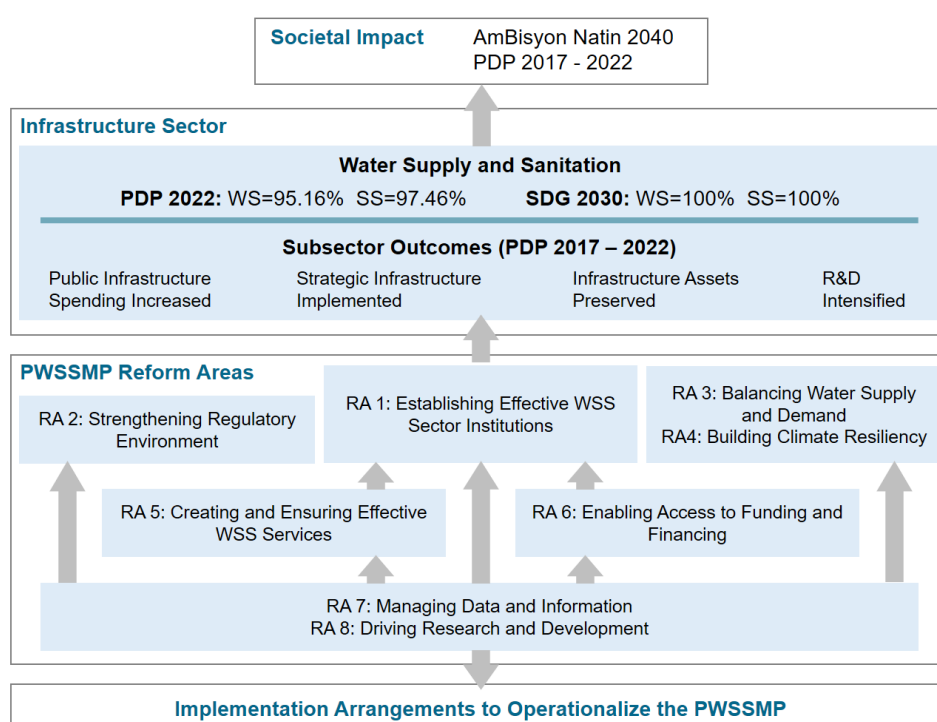 Societal Impact
AmBisyon Natin 2040
PDP 2017 - 2022
Infrastructure Sector
Water Supply and Sanitation
PDP 2022: WS=95.16% SS=97.46%
SDG 2030: WS=100% SS=100%
Subsector Outcomes (PDP 2017 – 2022)
Public Infrastructure
Spending Increased
Strategic Infrastructure
Implemented
Infrastructure Assets
Preserved
R&D
Intensified
PWSSMP Reform Areas
RA 2: Strengthening Regulatory
Environment
RA 1: Establishing Effective WSS
Sector Institutions
RA 3: Balancing Water Supply
and Demand
RA4: Building Climate Resiliency
RA 5: Creating and Ensuring Effective
WSS Services
RA 6: Enabling Access to Funding and
Financing
RA 7: Managing Data and Information
RA 8: Driving Research and Development
Implementation Arrangements to Operationalize the PWSSMP